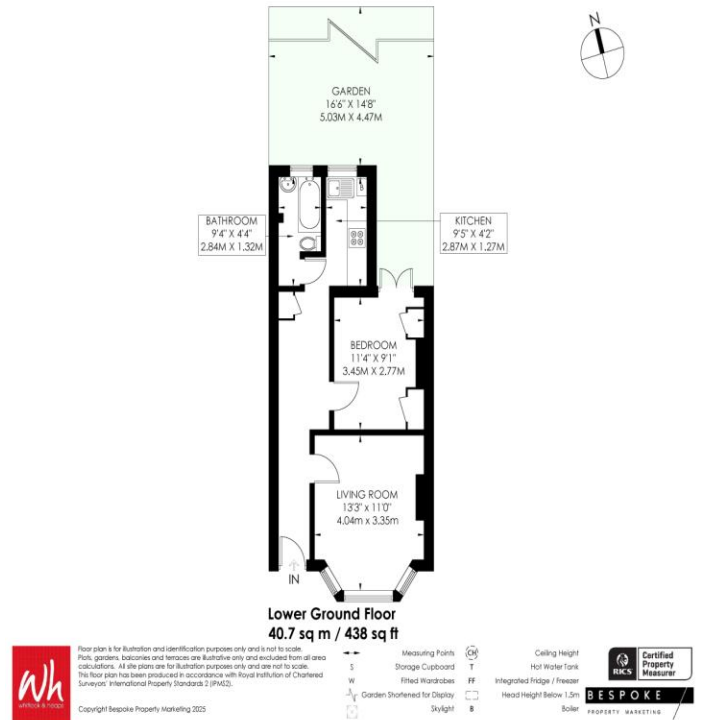 N
GARDEN
16'6" X 14'8"
5.03M X 4.47M
BATHROOM
9'4" X 4'4"
2.84M X 1.32M
KITCHEN
9'5" X 4'2"
2.87M X 1.27M
BEDROOM
11'4" X 9'1"
3.45M X 2.77M
LIVING ROOM
13'3" x 11'0"
4.04m x 3.35m
IN
Lower Ground Floor
40.7 sq m / 438 sq ft
Wh
whitlock & heaps
Floor plan is for illustration and identification purposes only and is not to scale.
Plots, gardens, balconies and terraces are illustrative only and excluded from all area
calculations. All site plans are for illustration purposes only and are not to scale.
This floor plan has been produced in accordance with Royal Institution of Chartered
Surveyors' International Property Standards 2 (IPMS2).
Copyright Bespoke Property Marketing 2025
Measuring Points
S Storage Cupboard
W Fitted Wardrobes
Garden Shortened for Display
Skylight
CH Ceiling Height
T Hot Water Tank
FF Integrated Fridge / Freezer
Head Height Below 1.5m
B Boiler
RICS
Certified
Property
Measurer
BESPOKE
PROPERTY MARKETING